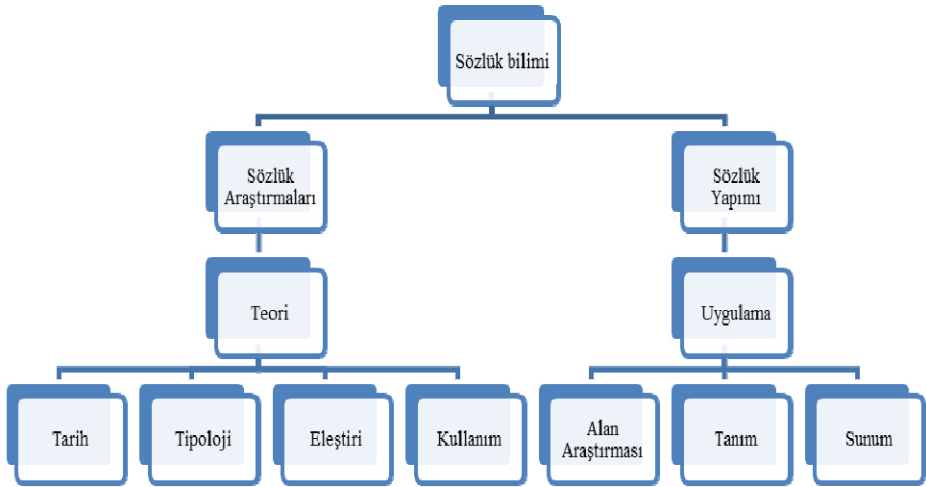 Sözlük bilimi
Sözlük
Araştırmaları
Sözlük
Yapımı
Teori
Uygulama
Tarih
Tipoloji
Eleştiri
Kullanım
Alan
Araştırması
Tanım
Sunum